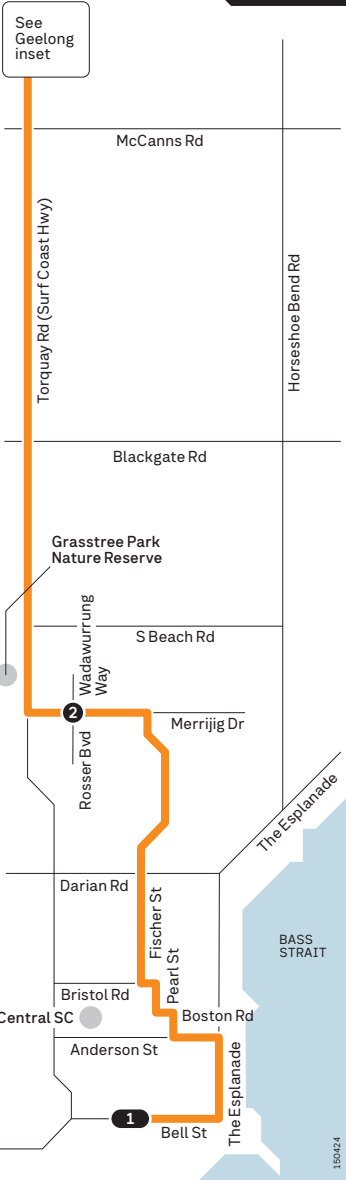 See
Geelong
inset
McCanns Rd
Torquay Rd (Surf Coast Hwy)
Horseshoe Bend Rd
Blackgate Rd
Grasstree Park
Nature Reserve
Wadawurrung
Way
S Beach Rd
2
Merrijig Dr
Rosser Bvd
The Esplanade
Darian Rd
Fischer St
BASS
STRAIT
Pearl St
Bristol Rd
Central SC
Boston Rd
Anderson St
The Esplanade
1
Bell St
150424